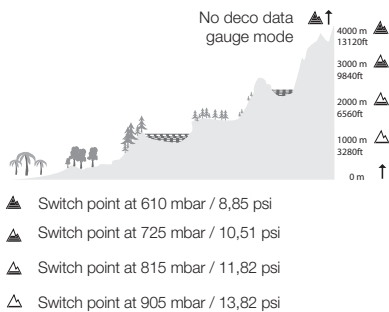 No deco data
gauge mode
4000 m
13120ft
3000 m
9840ft
2000 m
6560ft
1000 m
3280ft
0 m
Switch point at 610 mbar / 8,85 psi
Switch point at 725 mbar / 10,51 psi
Switch point at 815 mbar / 11,82 psi
Switch point at 905 mbar / 13,82 psi